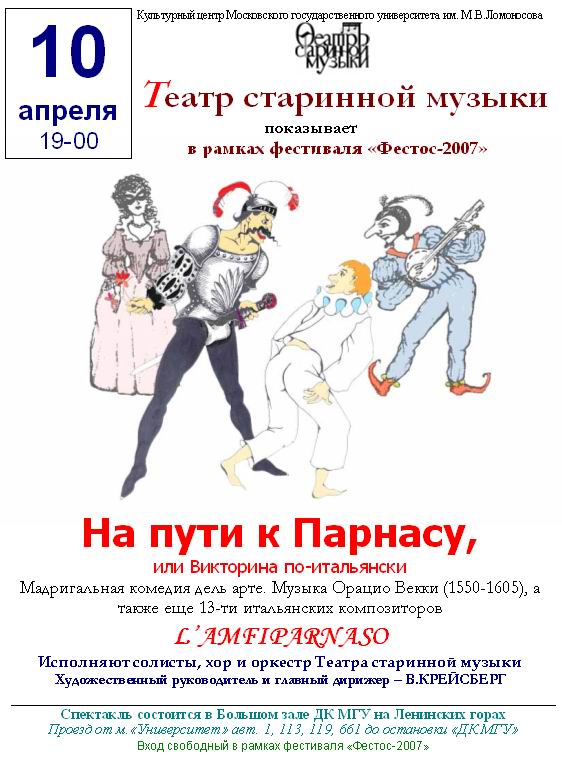 Культурный центр Московского государственного университета им. М.В.Ломоносова
10
апреля
19-00
Θеатръ
старинной
музыки
Театр старинной музыки
показывает
в рамках фестиваля «Фестос-2007»
На пути к Парнасу,
или Викторина по-итальянски
Мадригальная комедия дель арте. Музыка Орацио Векки (1550-1605), а
также еще 13-ти итальянских композиторов
L’AMFIPARNASO
Исполняют солисты, хор и оркестр Театра старинной музыки
Художественный руководитель и главный дирижер – В.КРЕЙСБЕРГ
Спектакль состоится в Большом зале ДК МГУ на Ленинских горах
Проезд от м.«Университет» авт. 1, 113, 119, 661 до остановки «ДК МГУ»
Вход свободный в рамках фестиваля «Фестос-2007»